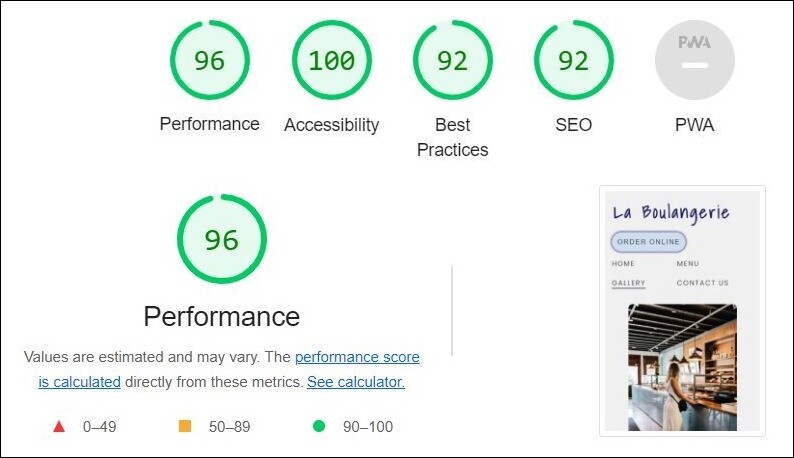 96
100
92
92
PWA
Performance
Accessibility
Best
Practices
SEO
PWA
96
Performance
Values are estimated and may vary. The performance score
is calculated directly from these metrics. See calculator.
0–49
50–89
90–100
La Boulangerie
ORDER ONLINE
HOME
MENU
GALLERY
CONTACT US